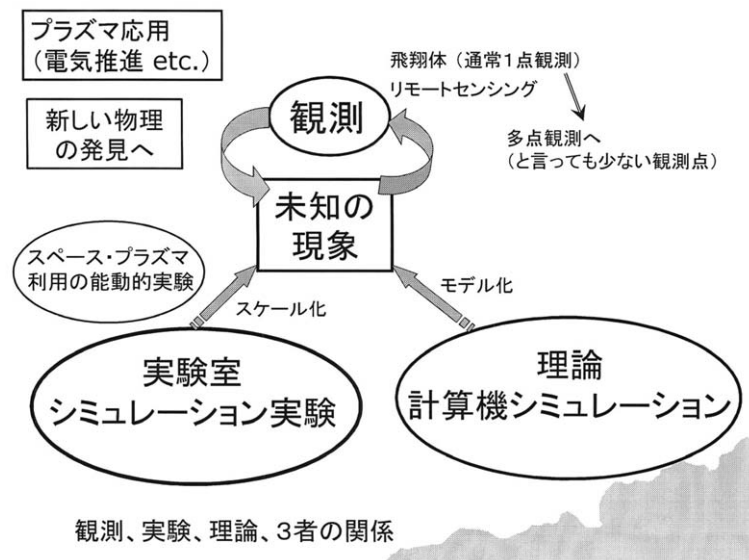 プラズマ応用
（電気推進 etc.）
新しい物理
の発見へ
観測
飛翔体（通常１点観測）
リモートセンシング
多点観測へ
（と言っても少ない観測点）
未知の
現象
スペース・プラズマ
利用の能動的実験
スケール化
モデル化
実験室
シミュレーション実験
理論
計算機シミュレーション
観測、実験、理論、３者の関係